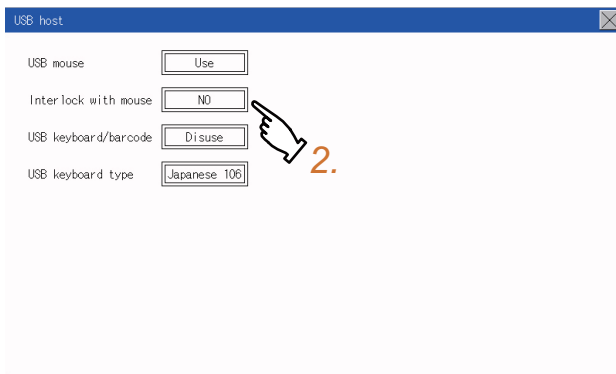 USB host
USB mouse Use
Interlock with mouse NO
USB keyboard/barcode Disuse
2.
USB keyboard type Japanese 106